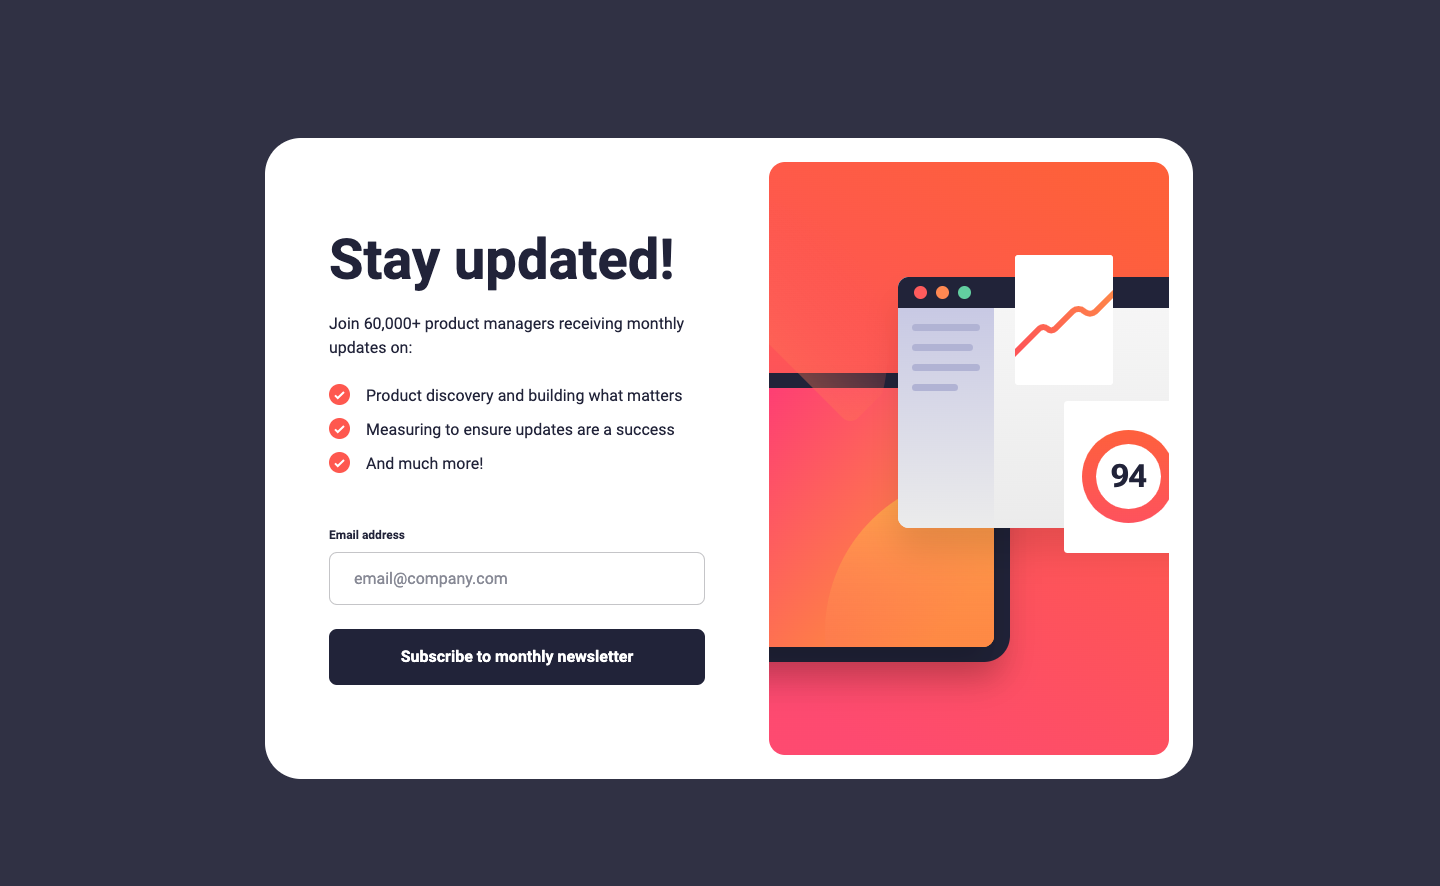 Stay updated!
Join 60,000+ product managers receiving monthly
updates on:
Product discovery and building what matters
Measuring to ensure updates are a success
And much more!
Email address
email@company.com
Subscribe to monthly newsletter
94